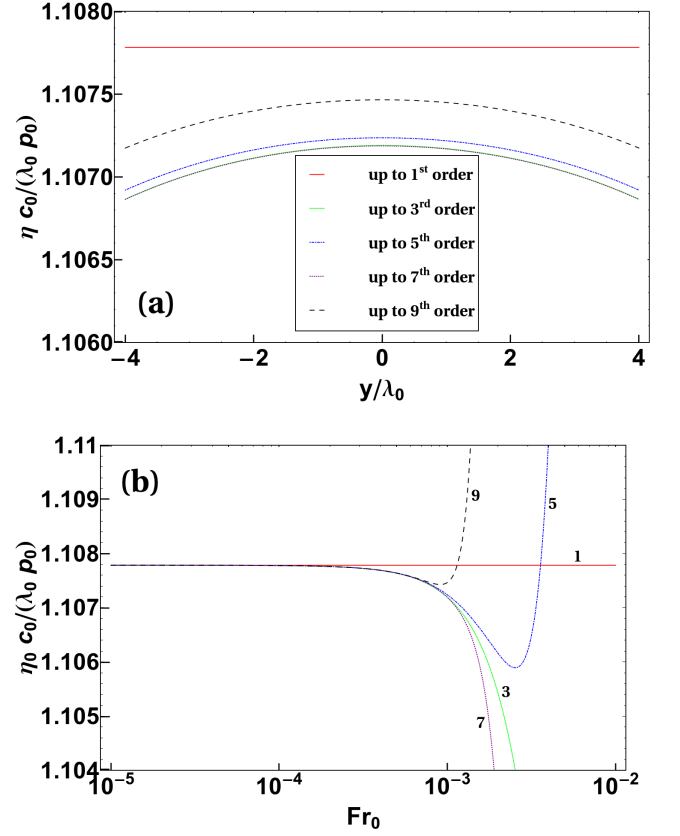 1.1080
1.1075
1.1070
1.1065
1.1060
η c₀/(λ₀ p₀)
up to 1ˢᵗ order
up to 3ʳᵈ order
up to 5ᵗʰ order
up to 7ᵗʰ order
up to 9ᵗʰ order
(a)
−4 −2 0 2 4
y/λ₀
1.11
1.109
1.108
1.107
1.106
1.105
1.104
η₀ c₀/(λ₀ p₀)
(b)
9
5
1
3
7
10⁻⁵ 10⁻⁴ 10⁻³ 10⁻²
Fr₀